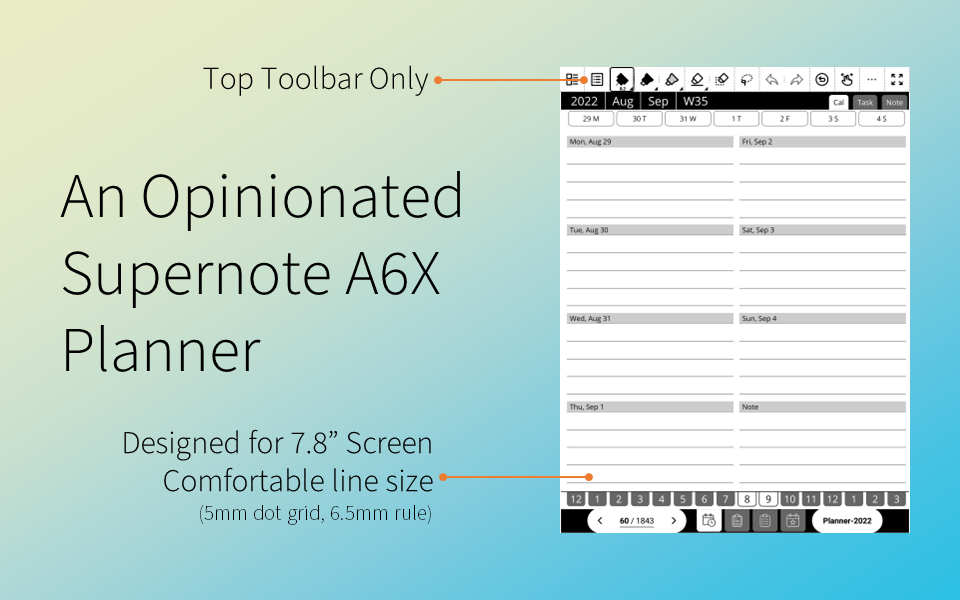 Top Toolbar Only
An Opinionated
Supernote A6X
Planner
Designed for 7.8” Screen
Comfortable line size
(5mm dot grid, 6.5mm rule)
2022 Aug Sep W35 Cal Task Note
29 M 30 T 31 W 1 T 2 F 3 S 4 S
Mon, Aug 29 Fri, Sep 2
Tue, Aug 30 Sat, Sep 3
Wed, Aug 31 Sun, Sep 4
Thu, Sep 1 Note
12 1 2 3 4 5 6 7 8 9 10 11 12 1 2 3
< 60 / 1843 > Planner-2022